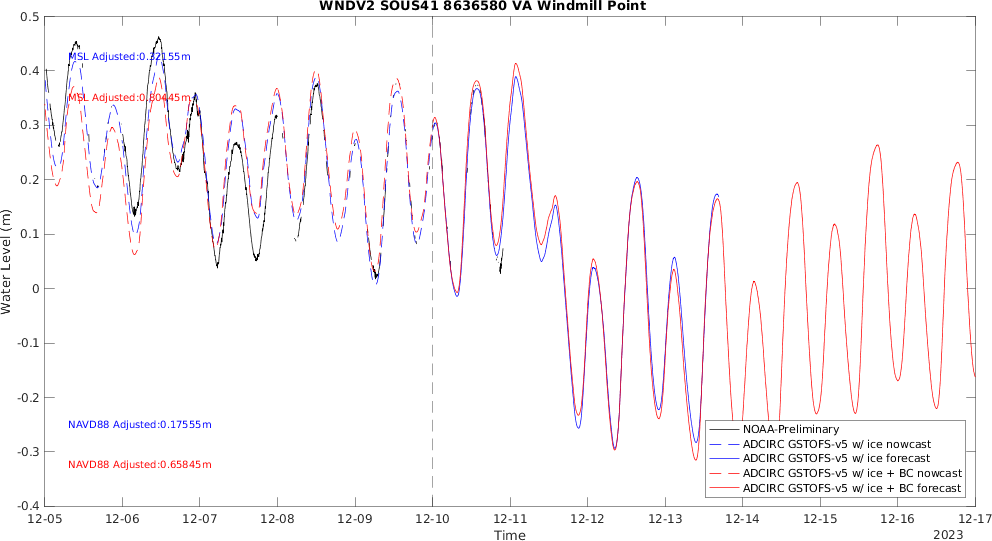 WNDV2 SOUS41 8636580 VA Windmill Point
0.5
0.4
0.3
0.2
0.1
0
-0.1
-0.2
-0.3
-0.4
Water Level (m)
MSL Adjusted:0.32155m
MSL Adjusted:0.30445m
NAVD88 Adjusted:0.17555m
NAVD88 Adjusted:0.65845m
NOAA-Preliminary
ADCIRC GSTOFS-v5 w/ ice nowcast
ADCIRC GSTOFS-v5 w/ ice forecast
ADCIRC GSTOFS-v5 w/ ice + BC nowcast
ADCIRC GSTOFS-v5 w/ ice + BC forecast
12-05 12-06 12-07 12-08 12-09 12-10 12-11 12-12 12-13 12-14 12-15 12-16 12-17
Time
2023